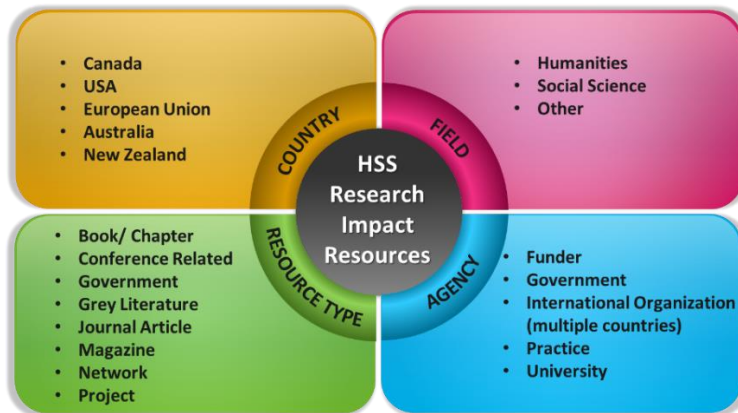 • Canada
• USA
• European Union
• Australia
• New Zealand
• Humanities
• Social Science
• Other
COUNTRY
FIELD
HSS
Research
Impact
Resources
RESOURCE TYPE
AGENCY
• Book/ Chapter
• Conference Related
• Government
• Grey Literature
• Journal Article
• Magazine
• Network
• Project
• Funder
• Government
• International Organization
(multiple countries)
• Practice
• University